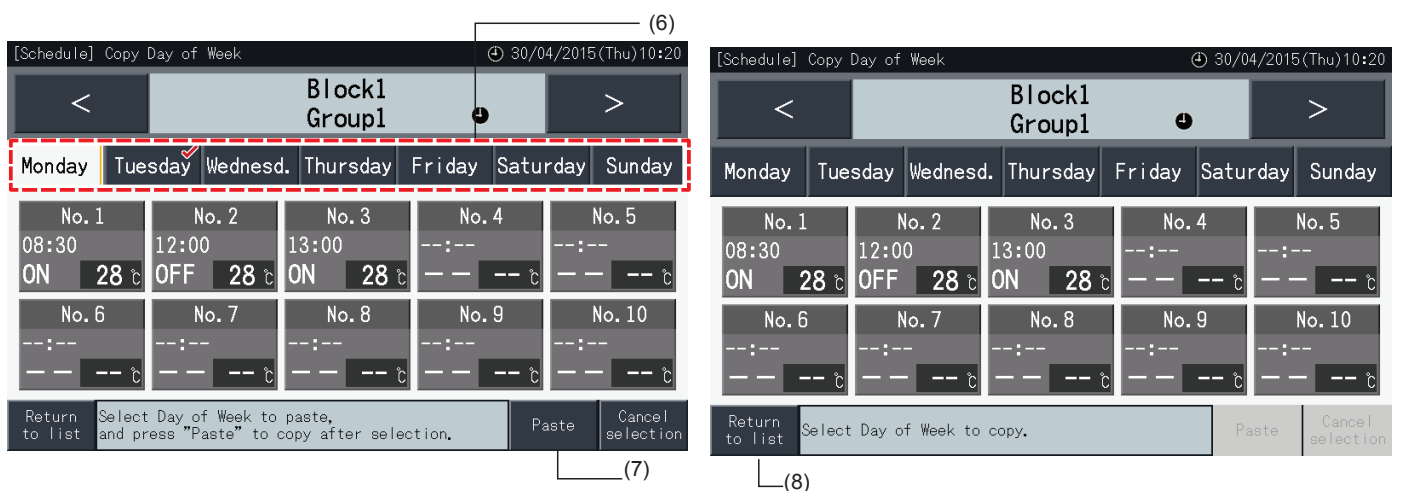 (6)
[Schedule] Copy Day of Week 30/04/2015(Thu)10:20
< Block1 >
Group1
Monday Tuesday Wednesd. Thursday Friday Saturday Sunday
No.1 No.2 No.3 No.4 No.5
08:30 12:00 13:00 --:-- --:--
ON 28 ℃ OFF 28 ℃ ON 28 ℃ -- -- ℃ -- -- ℃
No.6 No.7 No.8 No.9 No.10
--:-- --:-- --:-- --:-- --:--
-- -- ℃ -- -- ℃ -- -- ℃ -- -- ℃ -- -- ℃
Return
to list
Select Day of Week to paste,
and press "Paste" to copy after selection.
Paste
Cancel
selection
(7)
[Schedule] Copy Day of Week 30/04/2015(Thu)10:20
< Block1 >
Group1
Monday Tuesday Wednesd. Thursday Friday Saturday Sunday
No.1 No.2 No.3 No.4 No.5
08:30 12:00 13:00 --:-- --:--
ON 28 ℃ OFF 28 ℃ ON 28 ℃ -- -- ℃ -- -- ℃
No.6 No.7 No.8 No.9 No.10
--:-- --:-- --:-- --:-- --:--
-- -- ℃ -- -- ℃ -- -- ℃ -- -- ℃ -- -- ℃
Return
to list
Select Day of Week to copy.
Paste
Cancel
selection
(8)